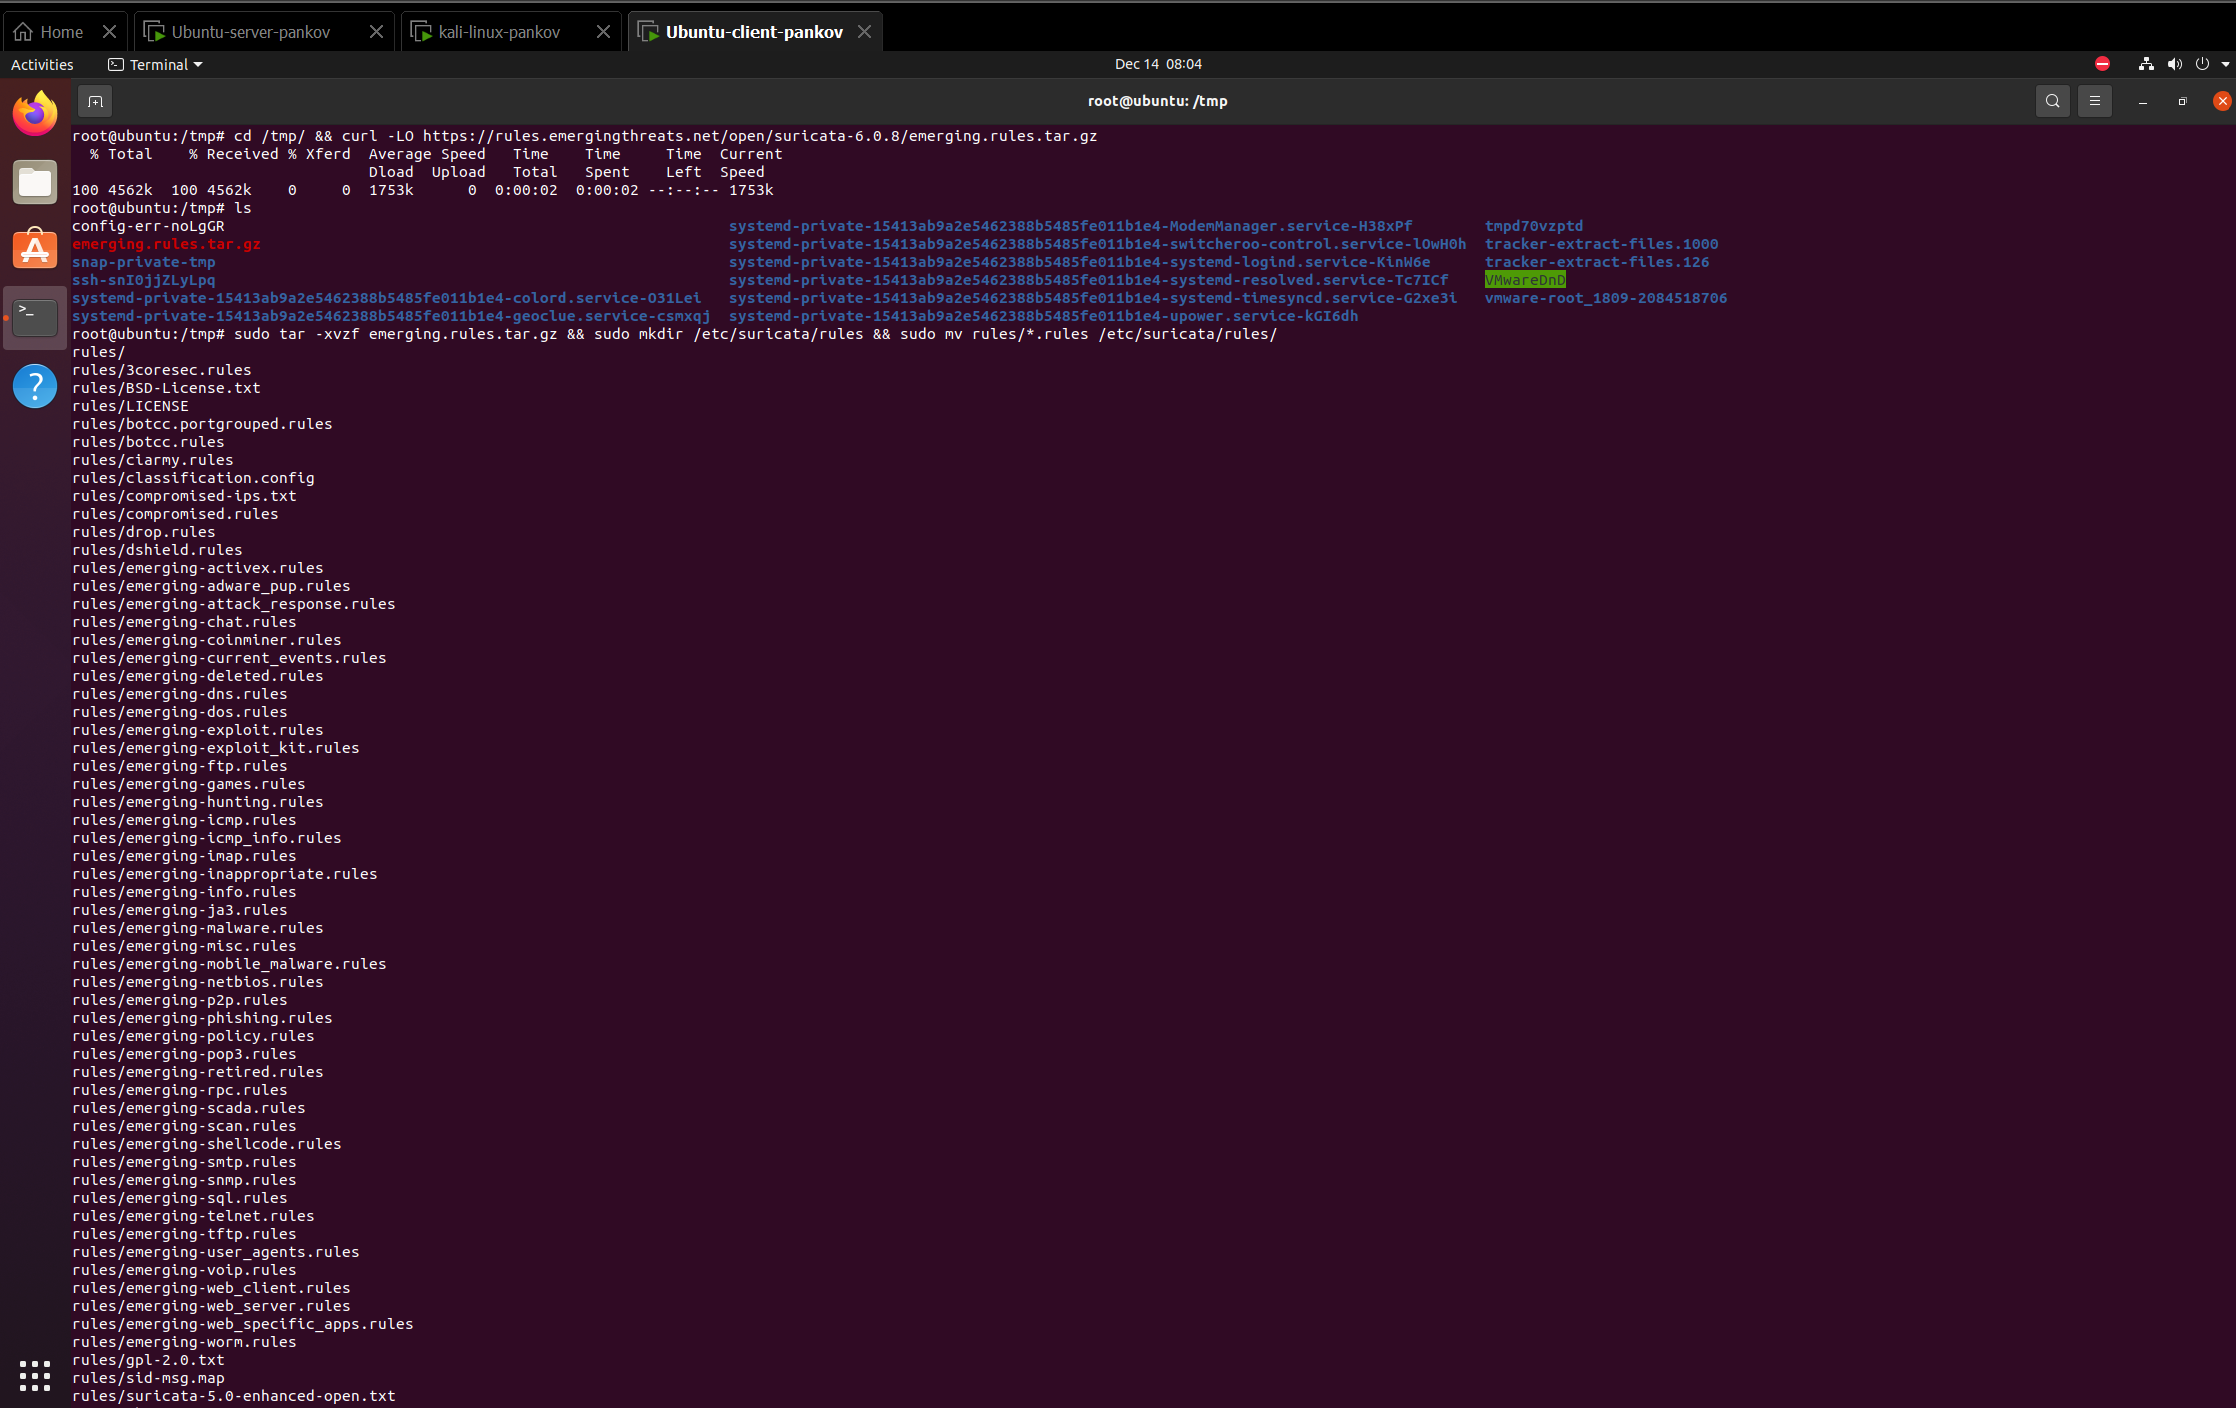 Home
Ubuntu-server-pankov
kali-linux-pankov
Ubuntu-client-pankov
Activities
Terminal
Dec 14 08:04
root@ubuntu: /tmp
root@ubuntu:/tmp# cd /tmp/ && curl -LO https://rules.emergingthreats.net/open/suricata-6.0.8/emerging.rules.tar.gz
% Total    % Received % Xferd  Average Speed   Time    Time     Time  Current
Dload  Upload   Total   Spent    Left  Speed
100 4562k  100 4562k    0     0  1753k      0  0:00:02  0:00:02 --:--:-- 1753k
root@ubuntu:/tmp# ls
config-err-noLgGR systemd-private-15413ab9a2e5462388b5485fe011b1e4-ModemManager.service-H38xPf tmpd70vzptd
emerging.rules.tar.gz systemd-private-15413ab9a2e5462388b5485fe011b1e4-switcheroo-control.service-lOwH0h tracker-extract-files.1000
snap-private-tmp systemd-private-15413ab9a2e5462388b5485fe011b1e4-systemd-logind.service-KinW6e tracker-extract-files.126
ssh-snI0jjZLyLpq systemd-private-15413ab9a2e5462388b5485fe011b1e4-systemd-resolved.service-Tc7ICf VMwareDnD
systemd-private-15413ab9a2e5462388b5485fe011b1e4-colord.service-O31Lei systemd-private-15413ab9a2e5462388b5485fe011b1e4-systemd-timesyncd.service-G2xe3i vmware-root_1809-2084518706
systemd-private-15413ab9a2e5462388b5485fe011b1e4-geoclue.service-csmxqj systemd-private-15413ab9a2e5462388b5485fe011b1e4-upower.service-kGI6dh
root@ubuntu:/tmp# sudo tar -xvzf emerging.rules.tar.gz && sudo mkdir /etc/suricata/rules && sudo mv rules/*.rules /etc/suricata/rules/
rules/
rules/3coresec.rules
rules/BSD-License.txt
rules/LICENSE
rules/botcc.portgrouped.rules
rules/botcc.rules
rules/ciarmy.rules
rules/classification.config
rules/compromised-ips.txt
rules/compromised.rules
rules/drop.rules
rules/dshield.rules
rules/emerging-activex.rules
rules/emerging-adware_pup.rules
rules/emerging-attack_response.rules
rules/emerging-chat.rules
rules/emerging-coinminer.rules
rules/emerging-current_events.rules
rules/emerging-deleted.rules
rules/emerging-dns.rules
rules/emerging-dos.rules
rules/emerging-exploit.rules
rules/emerging-exploit_kit.rules
rules/emerging-ftp.rules
rules/emerging-games.rules
rules/emerging-hunting.rules
rules/emerging-icmp.rules
rules/emerging-icmp_info.rules
rules/emerging-imap.rules
rules/emerging-inappropriate.rules
rules/emerging-info.rules
rules/emerging-ja3.rules
rules/emerging-malware.rules
rules/emerging-misc.rules
rules/emerging-mobile_malware.rules
rules/emerging-netbios.rules
rules/emerging-p2p.rules
rules/emerging-phishing.rules
rules/emerging-policy.rules
rules/emerging-pop3.rules
rules/emerging-retired.rules
rules/emerging-rpc.rules
rules/emerging-scada.rules
rules/emerging-scan.rules
rules/emerging-shellcode.rules
rules/emerging-smtp.rules
rules/emerging-snmp.rules
rules/emerging-sql.rules
rules/emerging-telnet.rules
rules/emerging-tftp.rules
rules/emerging-user_agents.rules
rules/emerging-voip.rules
rules/emerging-web_client.rules
rules/emerging-web_server.rules
rules/emerging-web_specific_apps.rules
rules/emerging-worm.rules
rules/gpl-2.0.txt
rules/sid-msg.map
rules/suricata-5.0-enhanced-open.txt